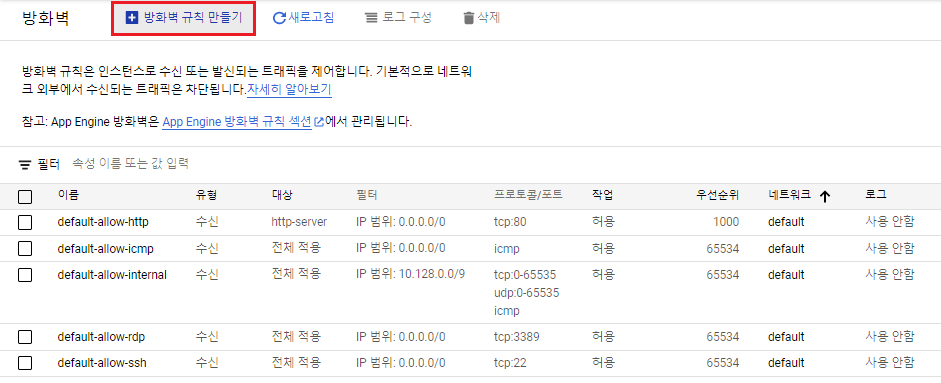 방화벽 방화벽 규칙 만들기 새로고침 로그 구성 삭제
방화벽 규칙은 인스턴스로 수신 또는 발신되는 트래픽을 제어합니다. 기본적으로 네트워
크 외부에서 수신되는 트래픽은 차단됩니다.자세히 알아보기
참고: App Engine 방화벽은 App Engine 방화벽 규칙 섹션에서 관리됩니다.
필터 속성 이름 또는 값 입력
이름 유형 대상 필터 프로토콜/포트 작업 우선순위 네트워크 로그
default-allow-http 수신 http-server IP 범위: 0.0.0.0/0 tcp:80 허용 1000 default 사용 안함
default-allow-icmp 수신 전체 적용 IP 범위: 0.0.0.0/0 icmp 허용 65534 default 사용 안함
default-allow-internal 수신 전체 적용 IP 범위: 10.128.0.0/9 tcp:0-65535 허용 65534 default 사용 안함
udp:0-65535
icmp
default-allow-rdp 수신 전체 적용 IP 범위: 0.0.0.0/0 tcp:3389 허용 65534 default 사용 안함
default-allow-ssh 수신 전체 적용 IP 범위: 0.0.0.0/0 tcp:22 허용 65534 default 사용 안함